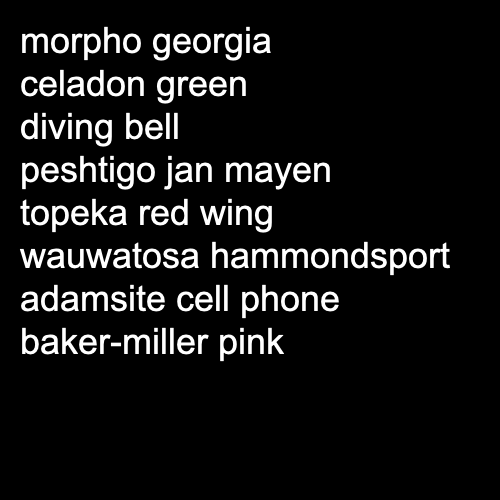 morpho georgia
celadon green
diving bell
peshtigo jan mayen
topeka red wing
wauwatosa hammondsport
adamsite cell phone
baker-miller pink